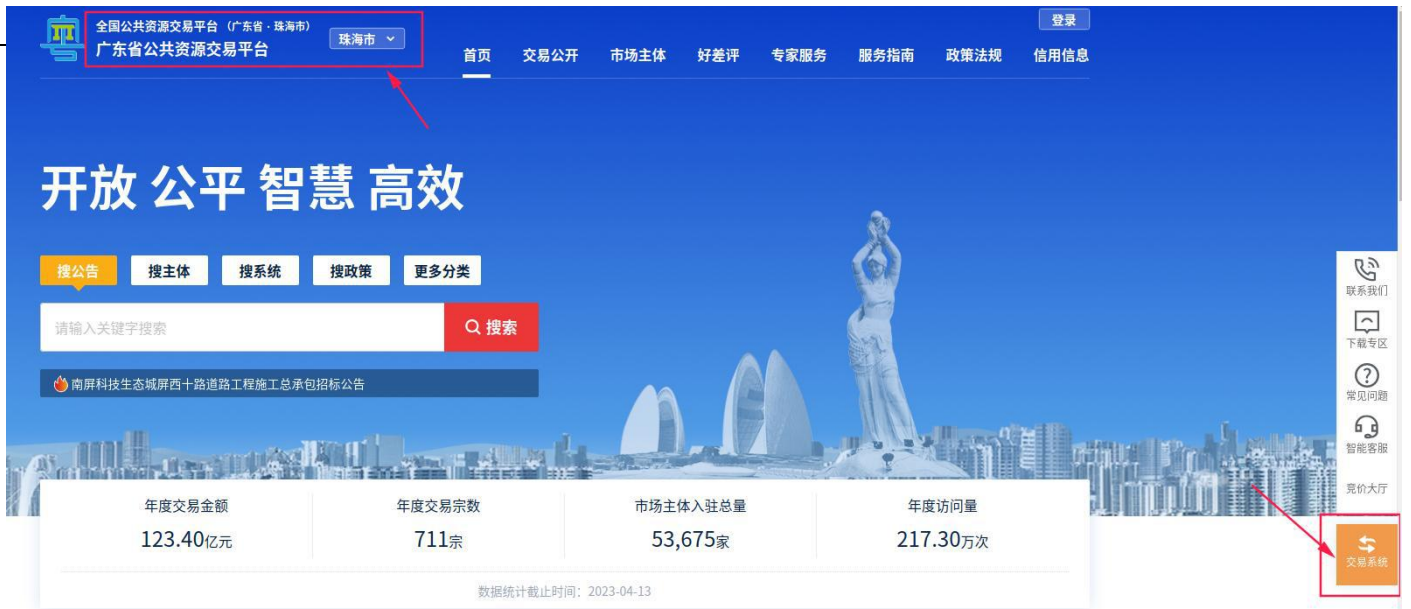 全国公共资源交易平台 (广东省·珠海市)
广东省公共资源交易平台
珠海市
登录
首页 交易公开 市场主体 好差评 专家服务 服务指南 政策法规 信用信息
开放 公平 智慧 高效
搜公告 搜主体 搜系统 搜政策 更多分类
请输入关键字搜索
搜索
南屏科技生态城屏西十路道路工程施工总承包招标公告
联系我们
下载专区
常见问题
智能客服
竞价大厅
交易系统
年度交易金额 年度交易宗数 市场主体入驻总量 年度访问量
123.40亿元 711宗 53,675家 217.30万次
数据统计截止时间：2023-04-13